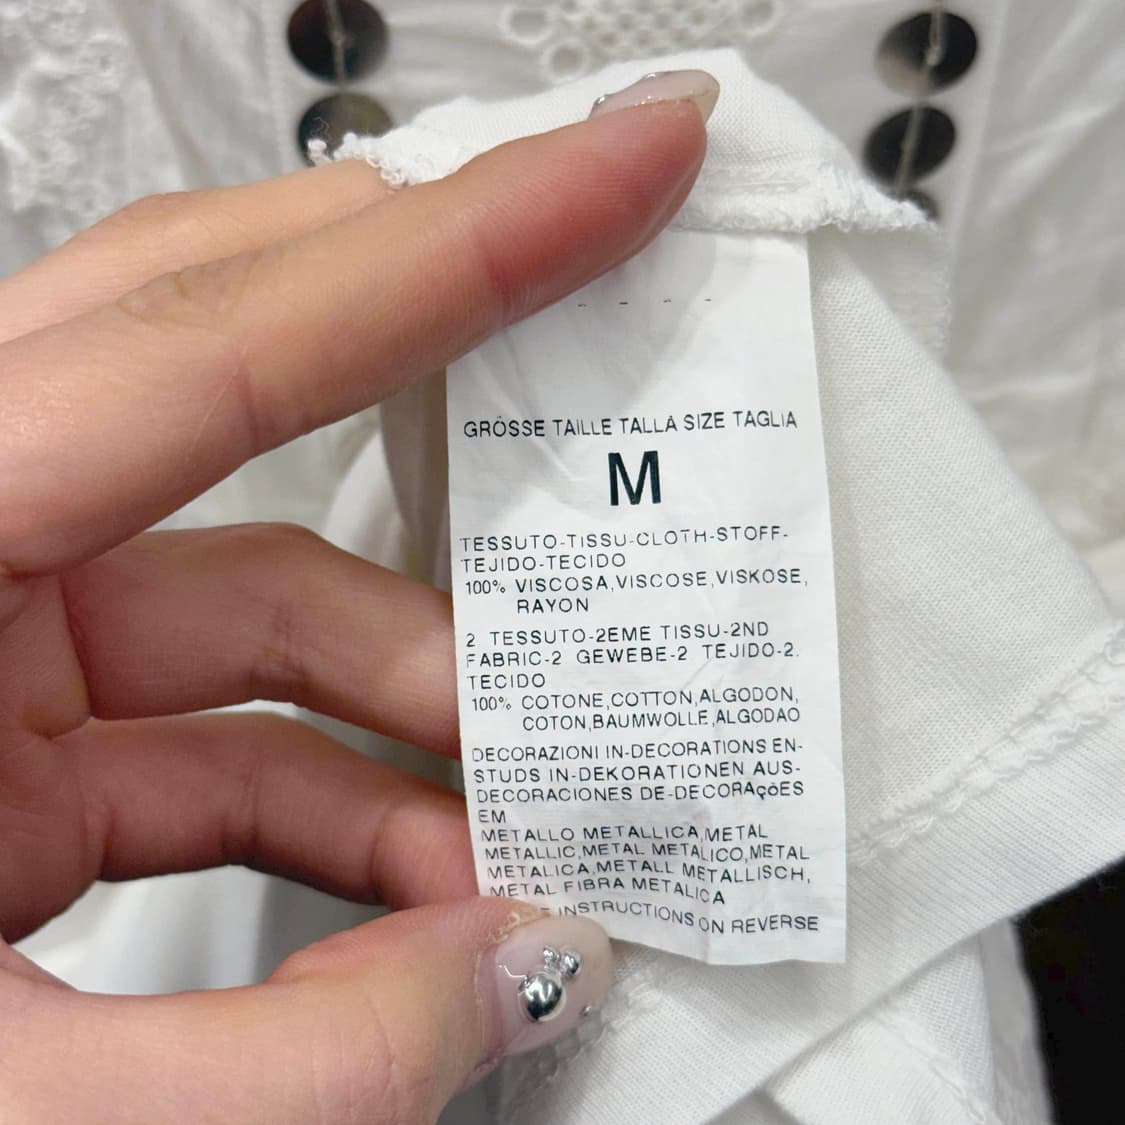 GRÖSSE TAILLE TALLA SIZE TAGLIA
M
TESSUTO-TISSU-CLOTH-STOFF-
TEJIDO-TECIDO
100% VISCOSA,VISCOSE,VISKOSE,
RAYON
2 TESSUTO-2EME TISSU-2ND
FABRIC-2 GEWEBE-2 TEJIDO-2.
TECIDO
100% COTONE,COTTON,ALGODON,
COTON,BAUMWOLLE,ALGODAO
DECORAZIONI IN-DECORATIONS EN-
STUDS IN-DEKORATIONEN AUS-
DECORACIONES DE-DECORAçõES
EM
METALLO METALLICA,METAL
METALLIC,METAL METALICO,METAL
METALICA,METALL METALLISCH,
METAL FIBRA METALICA
INSTRUCTIONS ON REVERSE